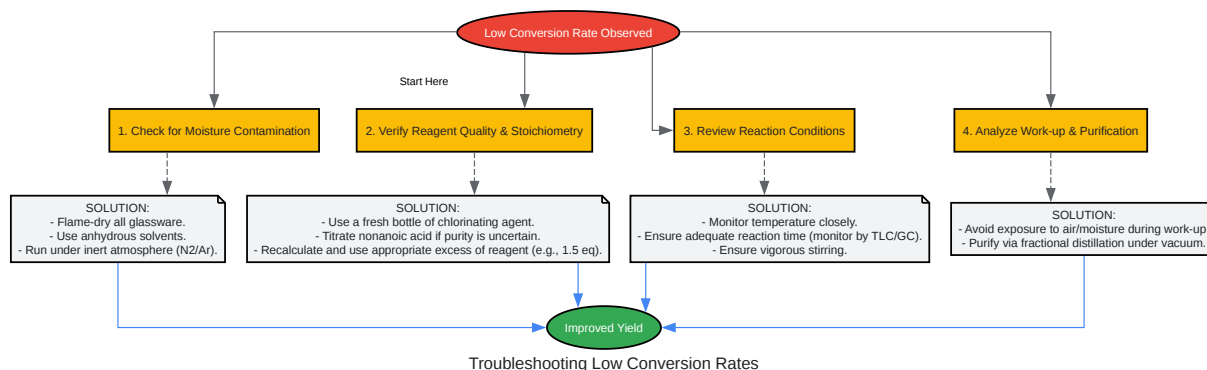 Low Conversion Rate Observed
Start Here
1. Check for Moisture Contamination
2. Verify Reagent Quality & Stoichiometry
3. Review Reaction Conditions
4. Analyze Work-up & Purification
SOLUTION:
- Flame-dry all glassware.
- Use anhydrous solvents.
- Run under inert atmosphere (N2/Ar).
SOLUTION:
- Use a fresh bottle of chlorinating agent.
- Titrate nonanoic acid if purity is uncertain.
- Recalculate and use appropriate excess of reagent (e.g., 1.5 eq).
SOLUTION:
- Monitor temperature closely.
- Ensure adequate reaction time (monitor by TLC/GC).
- Ensure vigorous stirring.
SOLUTION:
- Avoid exposure to air/moisture during work-up.
- Purify via fractional distillation under vacuum.
Improved Yield
Troubleshooting Low Conversion Rates